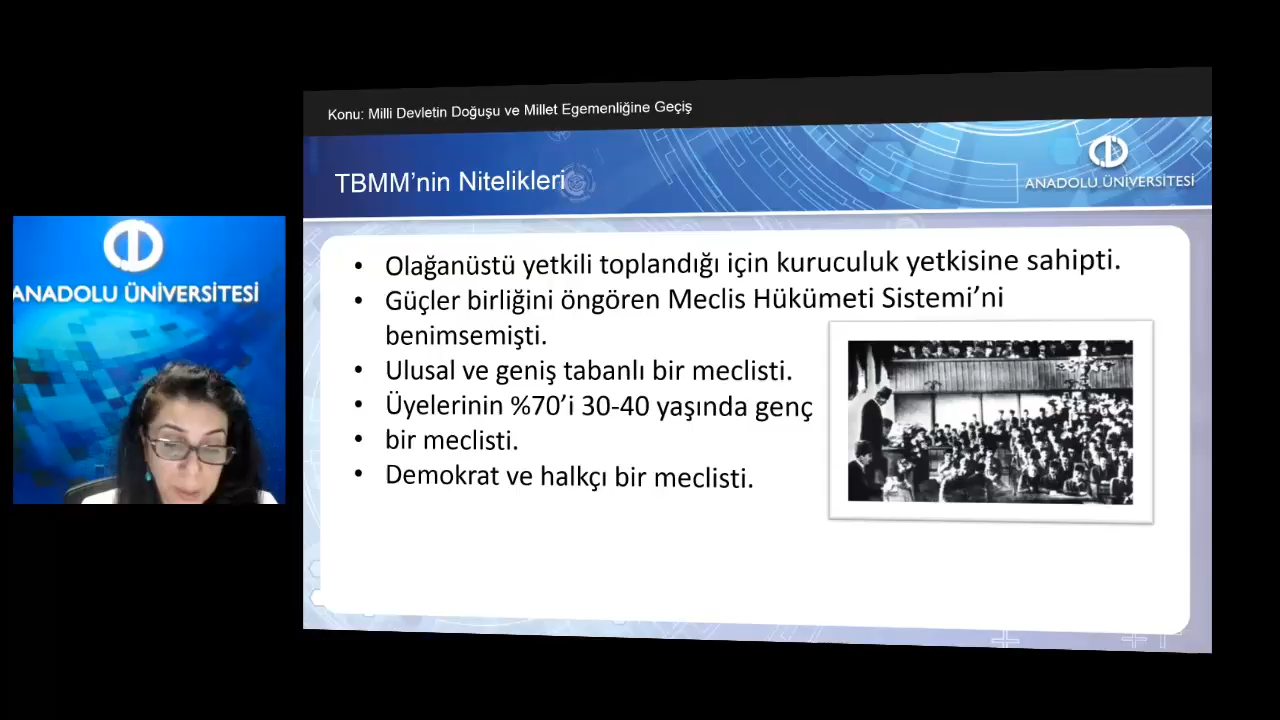 Konu: Milli Devletin Doğuşu ve Millet Egemenliğine Geçiş
TBMM’nin Nitelikleri
ANADOLU ÜNİVERSİTESİ
ANADOLU ÜNİVERSİTESİ
• Olağanüstü yetkili toplandığı için kuruculuk yetkisine sahipti.
• Güçler birliğini öngören Meclis Hükümeti Sistemi’ni
benimsemişti.
• Ulusal ve geniş tabanlı bir meclisti.
• Üyelerinin %70’i 30-40 yaşında genç
• bir meclisti.
• Demokrat ve halkçı bir meclisti.